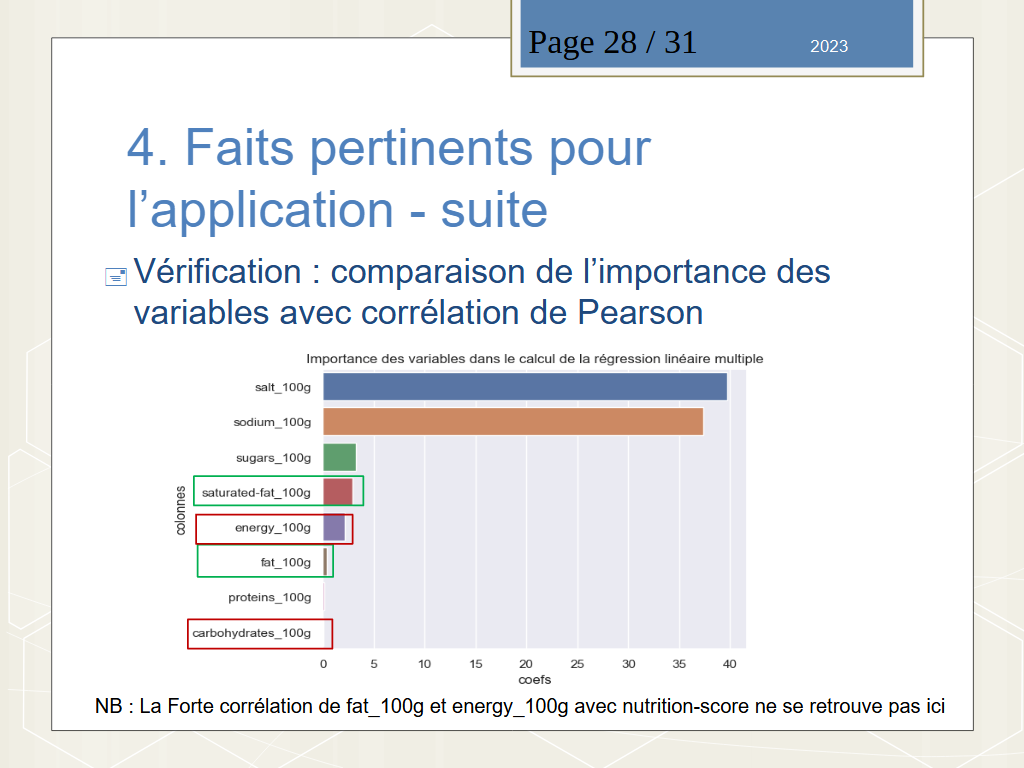 Page 28 / 31
2023
4. Faits pertinents pour
l’application - suite
Vérification : comparaison de l’importance des
variables avec corrélation de Pearson
Importance des variables dans le calcul de la régression linéaire multiple
salt_100g
sodium_100g
sugars_100g
saturated-fat_100g
energy_100g
fat_100g
proteins_100g
carbohydrates_100g
colonnes
0 5 10 15 20 25 30 35 40
coefs
NB : La Forte corrélation de fat_100g et energy_100g avec nutrition-score ne se retrouve pas ici